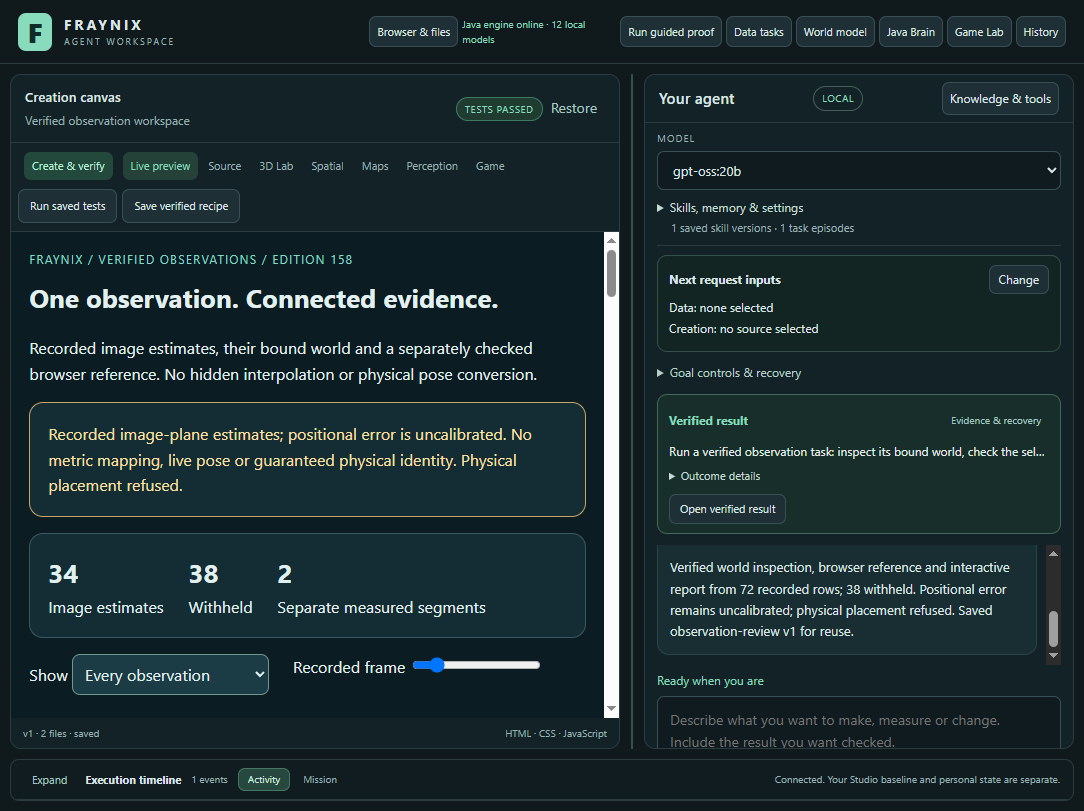 F
FRAYNIX
AGENT WORKSPACE
Browser & files
Java engine online · 12 local
models
Run guided proof
Data tasks
World model
Java Brain
Game Lab
History
Creation canvas
Verified observation workspace
TESTS PASSED
Restore
Create & verify
Live preview
Source
3D Lab
Spatial
Maps
Perception
Game
Run saved tests
Save verified recipe
FRAYNIX / VERIFIED OBSERVATIONS / EDITION 158
One observation. Connected evidence.
Recorded image estimates, their bound world and a separately checked
browser reference. No hidden interpolation or physical pose conversion.
Recorded image-plane estimates; positional error is uncalibrated. No
metric mapping, live pose or guaranteed physical identity. Physical
placement refused.
34
Image estimates
38
Withheld
2
Separate measured segments
Show
Every observation
Recorded frame
v1 · 2 files · saved
HTML · CSS · JavaScript
Your agent
LOCAL
Knowledge & tools
MODEL
gpt-oss:20b
Skills, memory & settings
1 saved skill versions · 1 task episodes
Next request inputs
Change
Data: none selected
Creation: no source selected
Goal controls & recovery
Verified result
Evidence & recovery
Run a verified observation task: inspect its bound world, check the sel...
Outcome details
Open verified result
Verified world inspection, browser reference and interactive
report from 72 recorded rows; 38 withheld. Positional error
remains uncalibrated; physical placement refused. Saved
observation-review v1 for reuse.
Ready when you are
Describe what you want to make, measure or change.
Include the result you want checked.
Expand
Execution timeline
1 events
Activity
Mission
Connected. Your Studio baseline and personal state are separate.